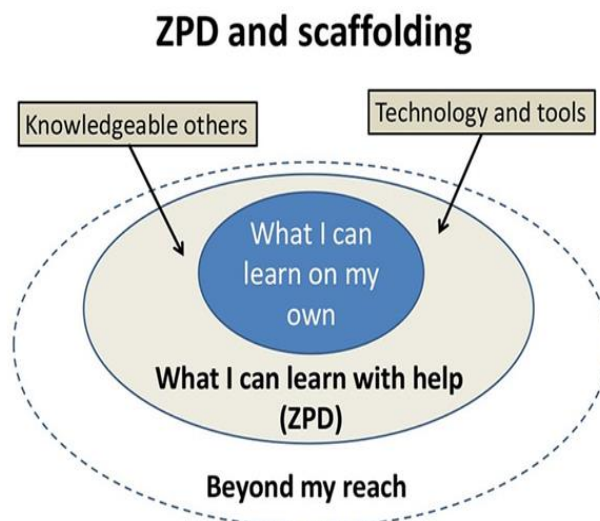 ZPD and scaffolding
Knowledgeable others
Technology and tools
What I can
learn on my
own
What I can learn with help
(ZPD)
Beyond my reach